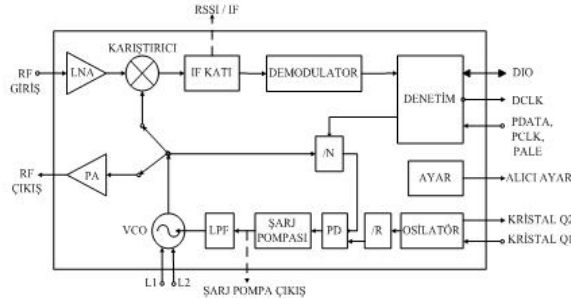 RSSI / IF
KARIŞTIRICI
LNA
IF KATI
DEMODULATOR
DENETİM
RF
GİRİŞ
DIO
DCLK
PDATA,
PCLK,
PALE
/N
RF
ÇIKIŞ
PA
AYAR
ALICI AYAR
VCO
LPF
ŞARJ
POMPASI
PD
/R
OSİLATÖR
KRİSTAL Q2
KRİSTAL Q1
L1
L2
ŞARJ POMPA ÇIKIŞ